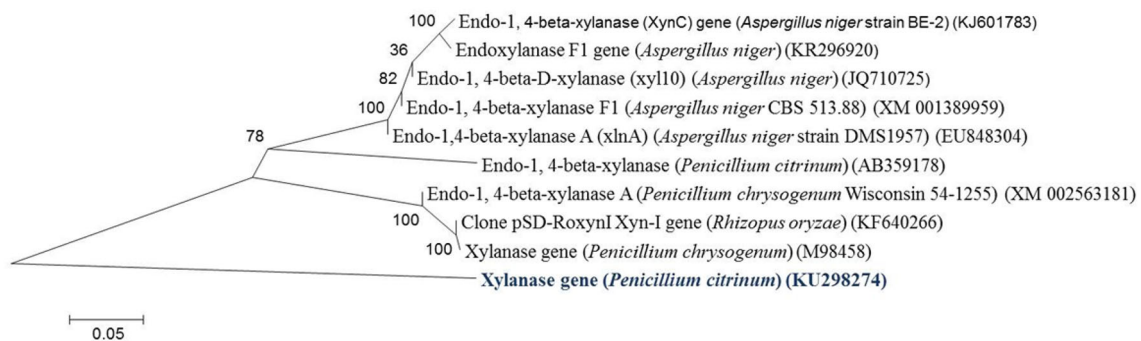 100 Endo-1, 4-beta-xylanase (XynC) gene (Aspergillus niger strain BE-2) (KJ601783)
36 Endoxylanase F1 gene (Aspergillus niger) (KR296920)
82 Endo-1, 4-beta-D-xylanase (xyl10) (Aspergillus niger) (JQ710725)
100 Endo-1, 4-beta-xylanase F1 (Aspergillus niger CBS 513.88) (XM 001389959)
78 Endo-1,4-beta-xylanase A (xlnA) (Aspergillus niger strain DMS1957) (EU848304)
Endo-1, 4-beta-xylanase (Penicillium citrinum) (AB359178)
Endo-1, 4-beta-xylanase A (Penicillium chrysogenum Wisconsin 54-1255) (XM 002563181)
100 Clone pSD-RoxynI Xyn-I gene (Rhizopus oryzae) (KF640266)
100 Xylanase gene (Penicillium chrysogenum) (M98458)
Xylanase gene (Penicillium citrinum) (KU298274)
0.05